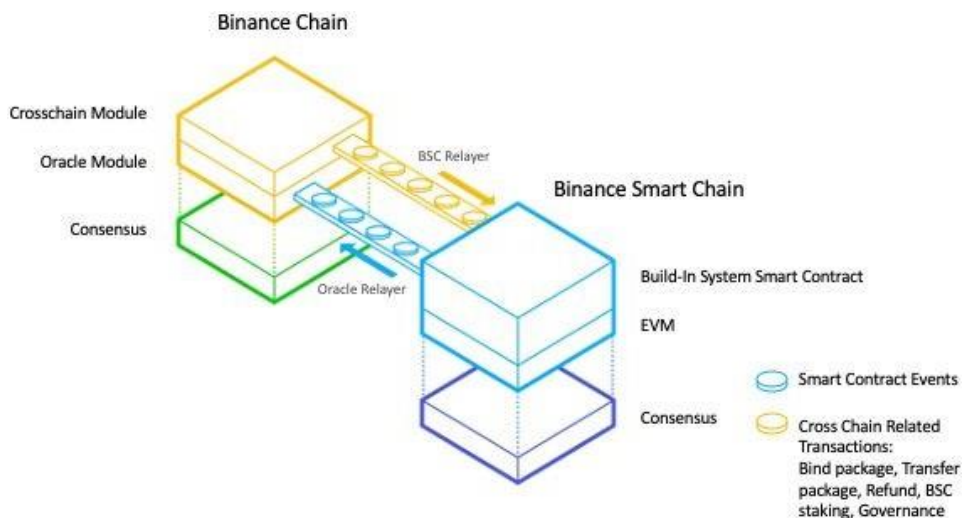 Binance Chain
Crosschain Module
Oracle Module
Consensus
BSC Relayer
Oracle Relayer
Binance Smart Chain
Build-In System Smart Contract
EVM
Consensus
Smart Contract Events
Cross Chain Related
Transactions:
Bind package, Transfer
package, Refund, BSC
staking, Governance